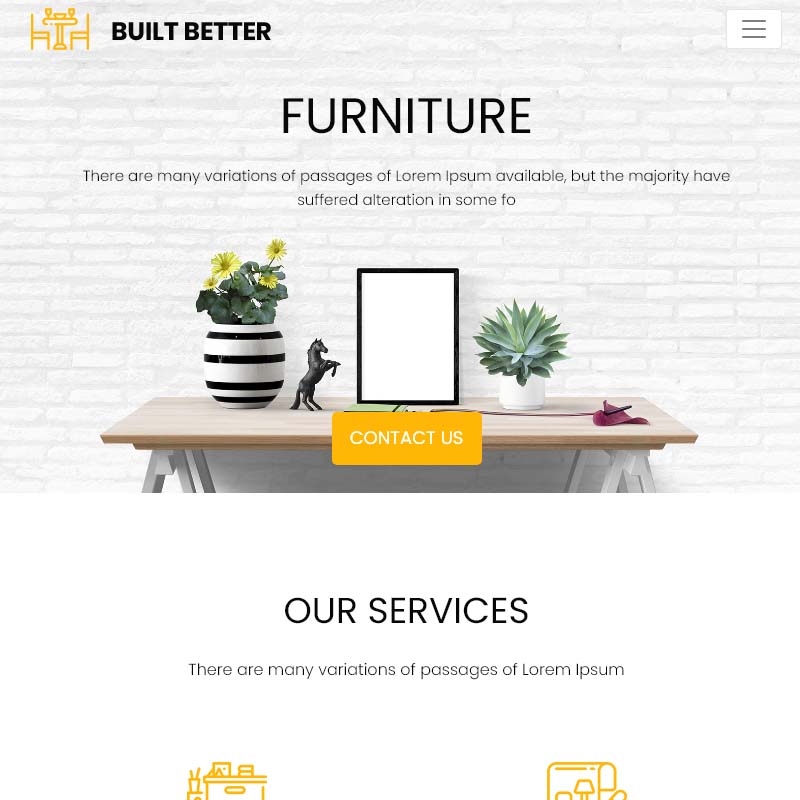 BUILT BETTER
FURNITURE
There are many variations of passages of Lorem Ipsum available, but the majority have
suffered alteration in some fo
CONTACT US
OUR SERVICES
There are many variations of passages of Lorem Ipsum